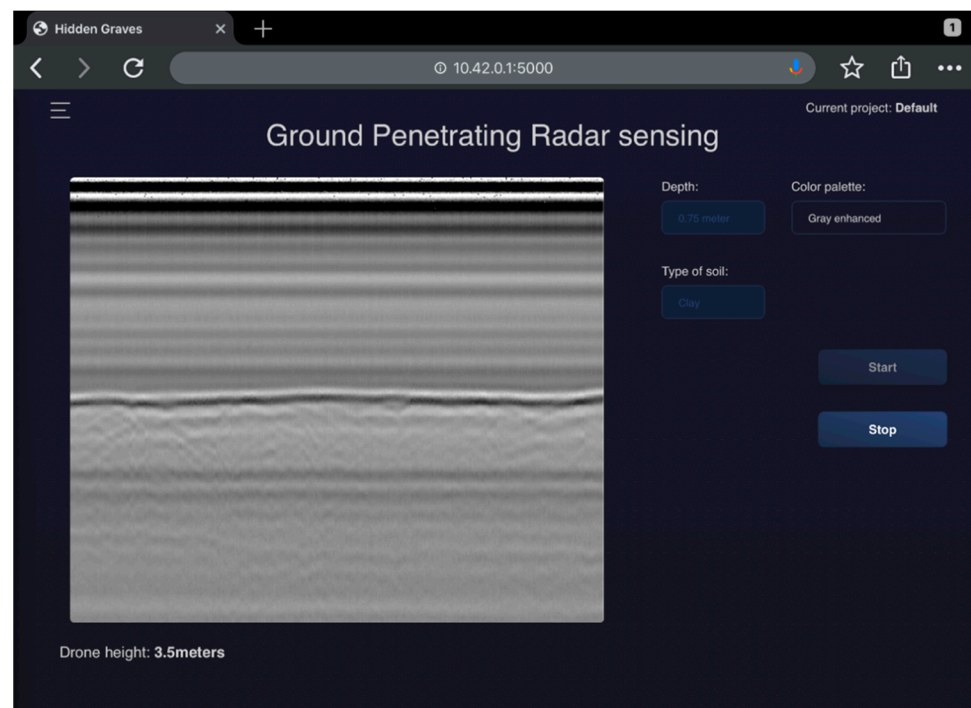 Hidden Graves
1
10.42.0.1:5000
Current project: Default
Ground Penetrating Radar sensing
Depth:
Color palette:
0.75 meter
Gray enhanced
Type of soil:
Clay
Start
Stop
Drone height: 3.5meters